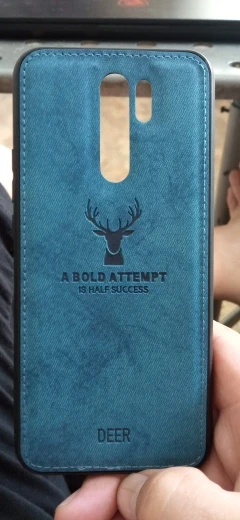 A BOLD ATTEMPT
IS HALF SUCCESS
DEER